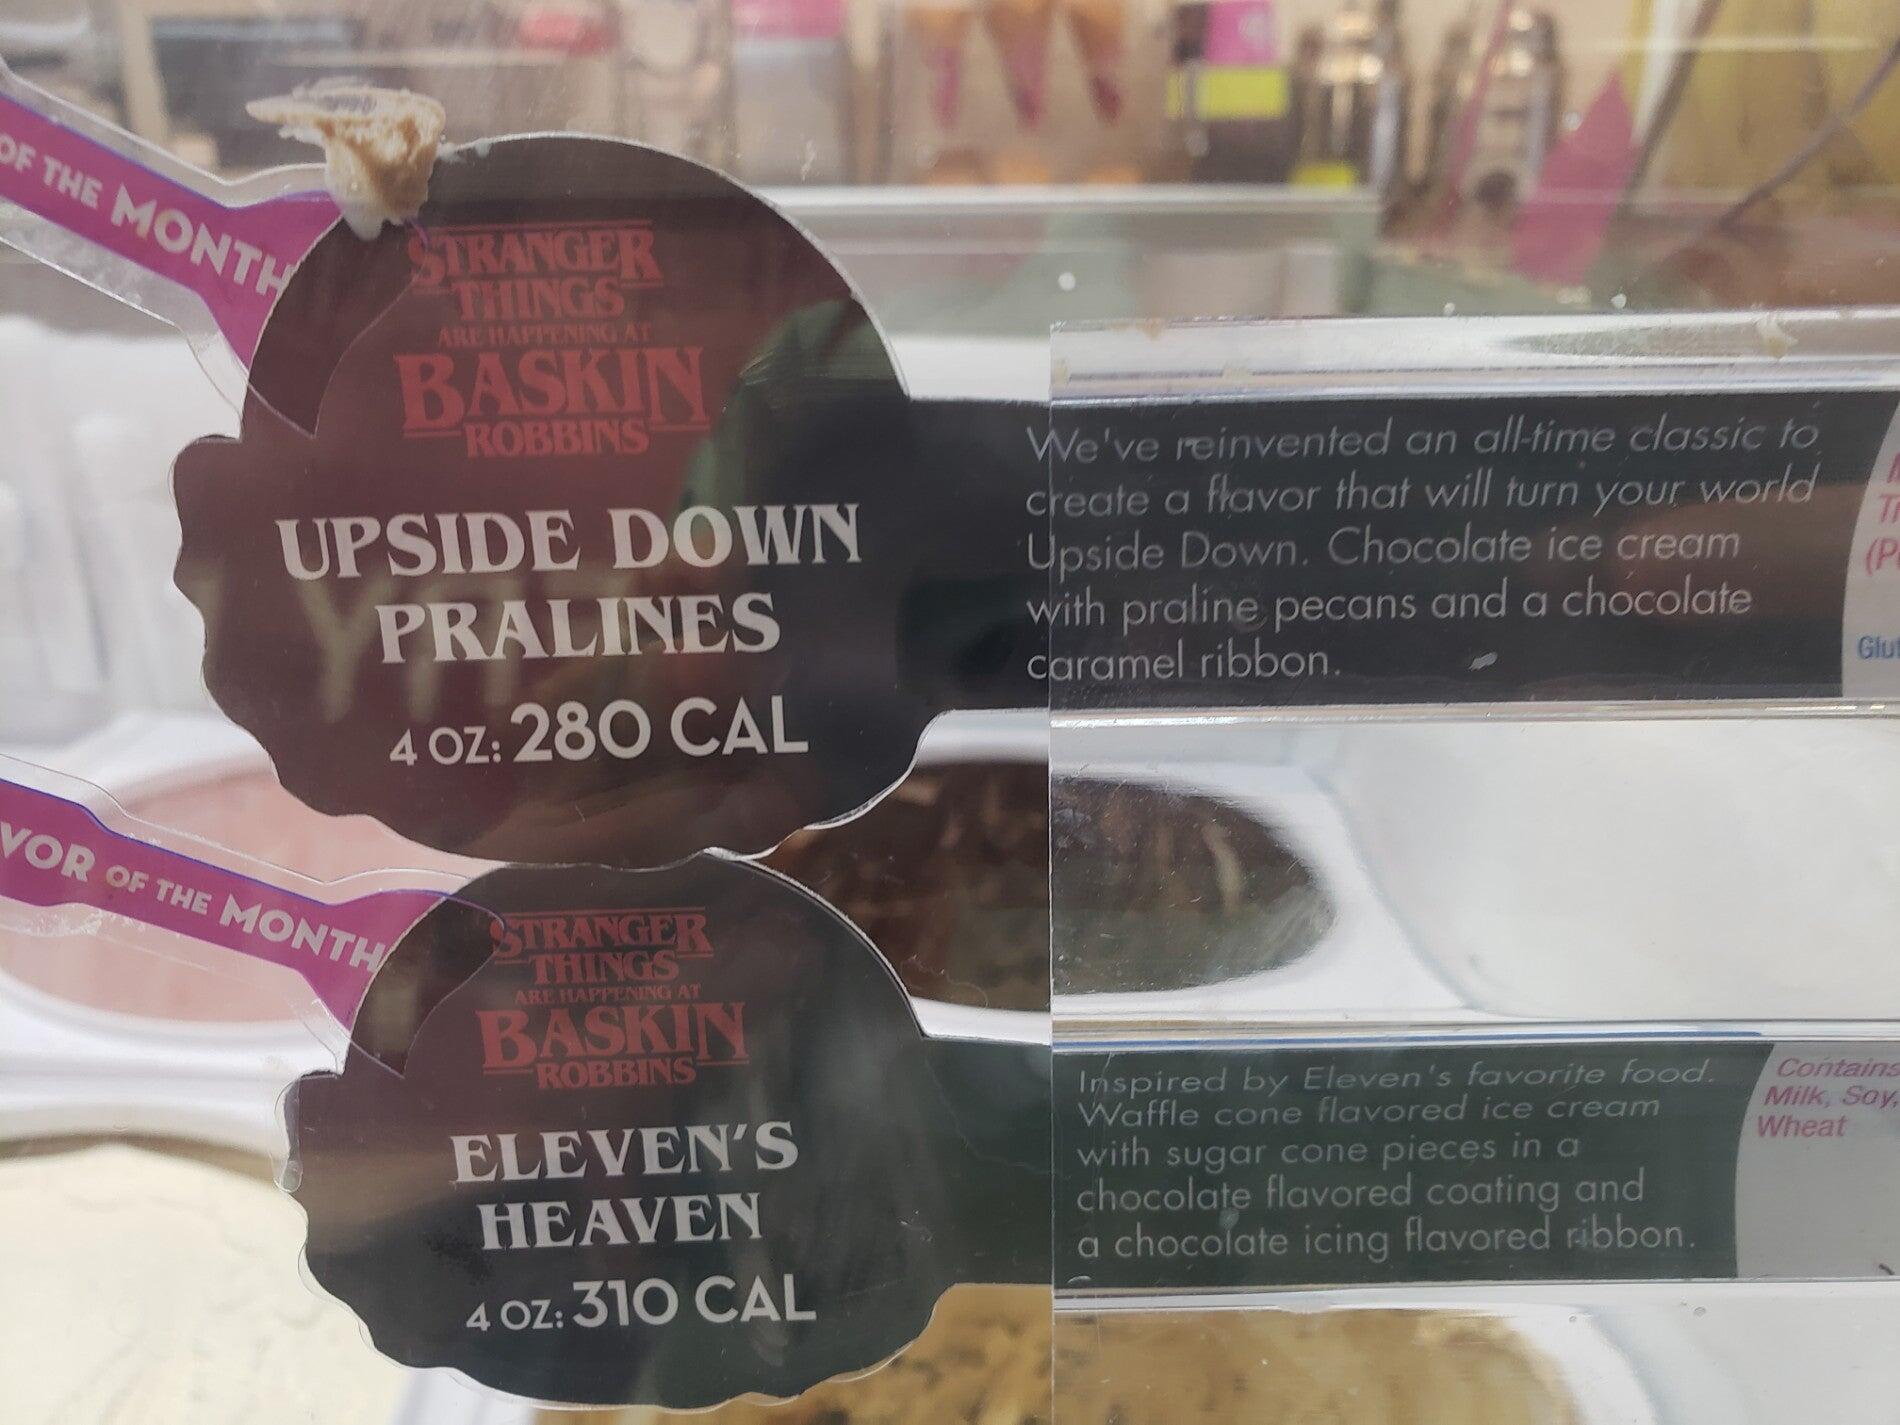 OF THE MONTH
STRANGER
THINGS
ARE HAPPENING AT
BASKIN
ROBBINS
UPSIDE DOWN
PRALINES
4 OZ: 280 CAL
We've reinvented an all-time classic to
create a flavor that will turn your world
Upside Down. Chocolate ice cream
with praline pecans and a chocolate
caramel ribbon.
VOR OF THE MONTH
STRANGER
THINGS
ARE HAPPENING AT
BASKIN
ROBBINS
ELEVEN'S
HEAVEN
4 OZ: 310 CAL
Inspired by Eleven's favorite food.
Waffle cone flavored ice cream
with sugar cone pieces in a
chocolate flavored coating and
a chocolate icing flavored ribbon.
Contains
Milk, Soy,
Wheat